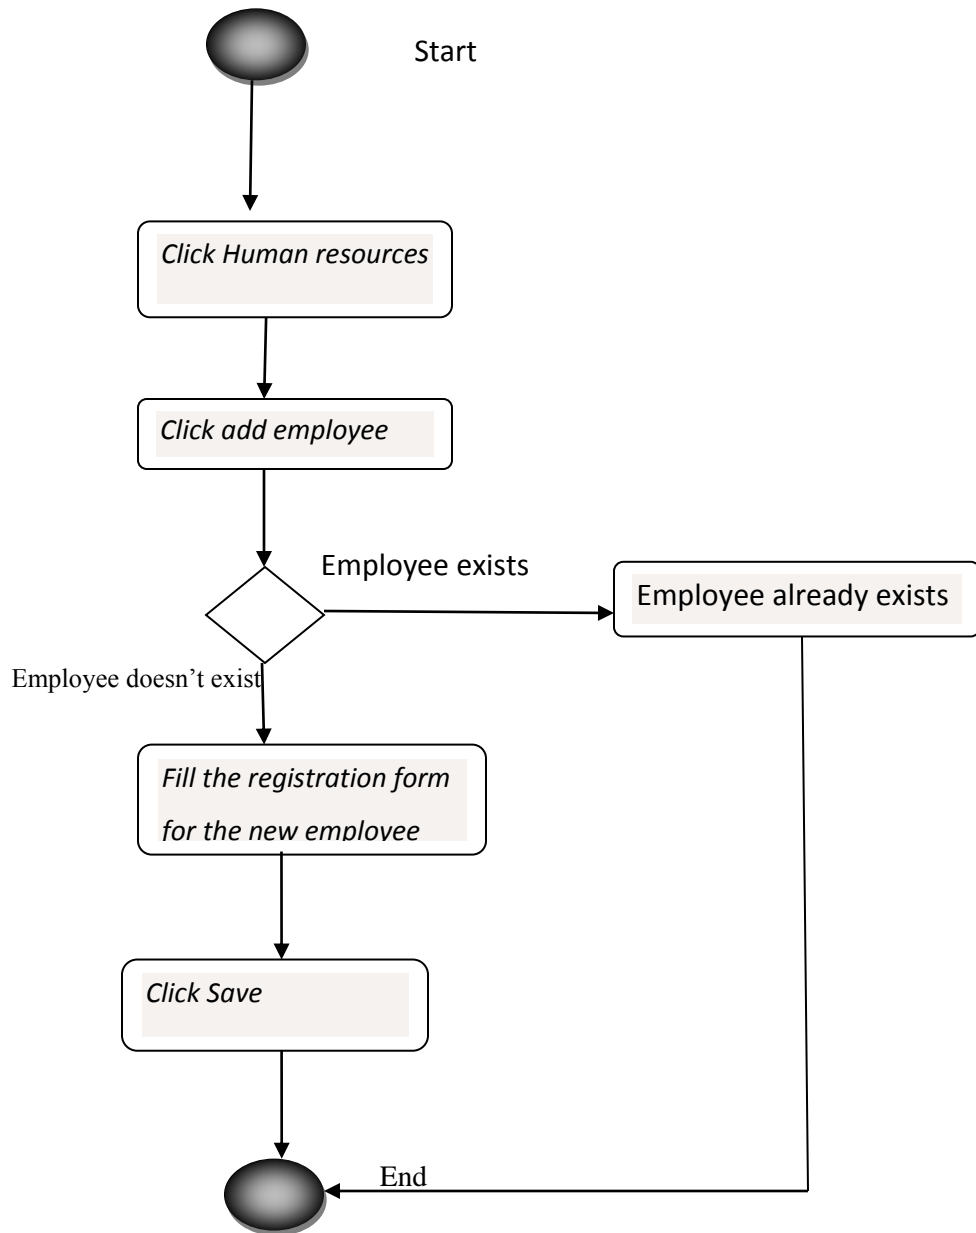 Start
Click Human resources
Click add employee
Employee exists
Employee already exists
Employee doesn’t exist
Fill the registration form
for the new employee
Click Save
End